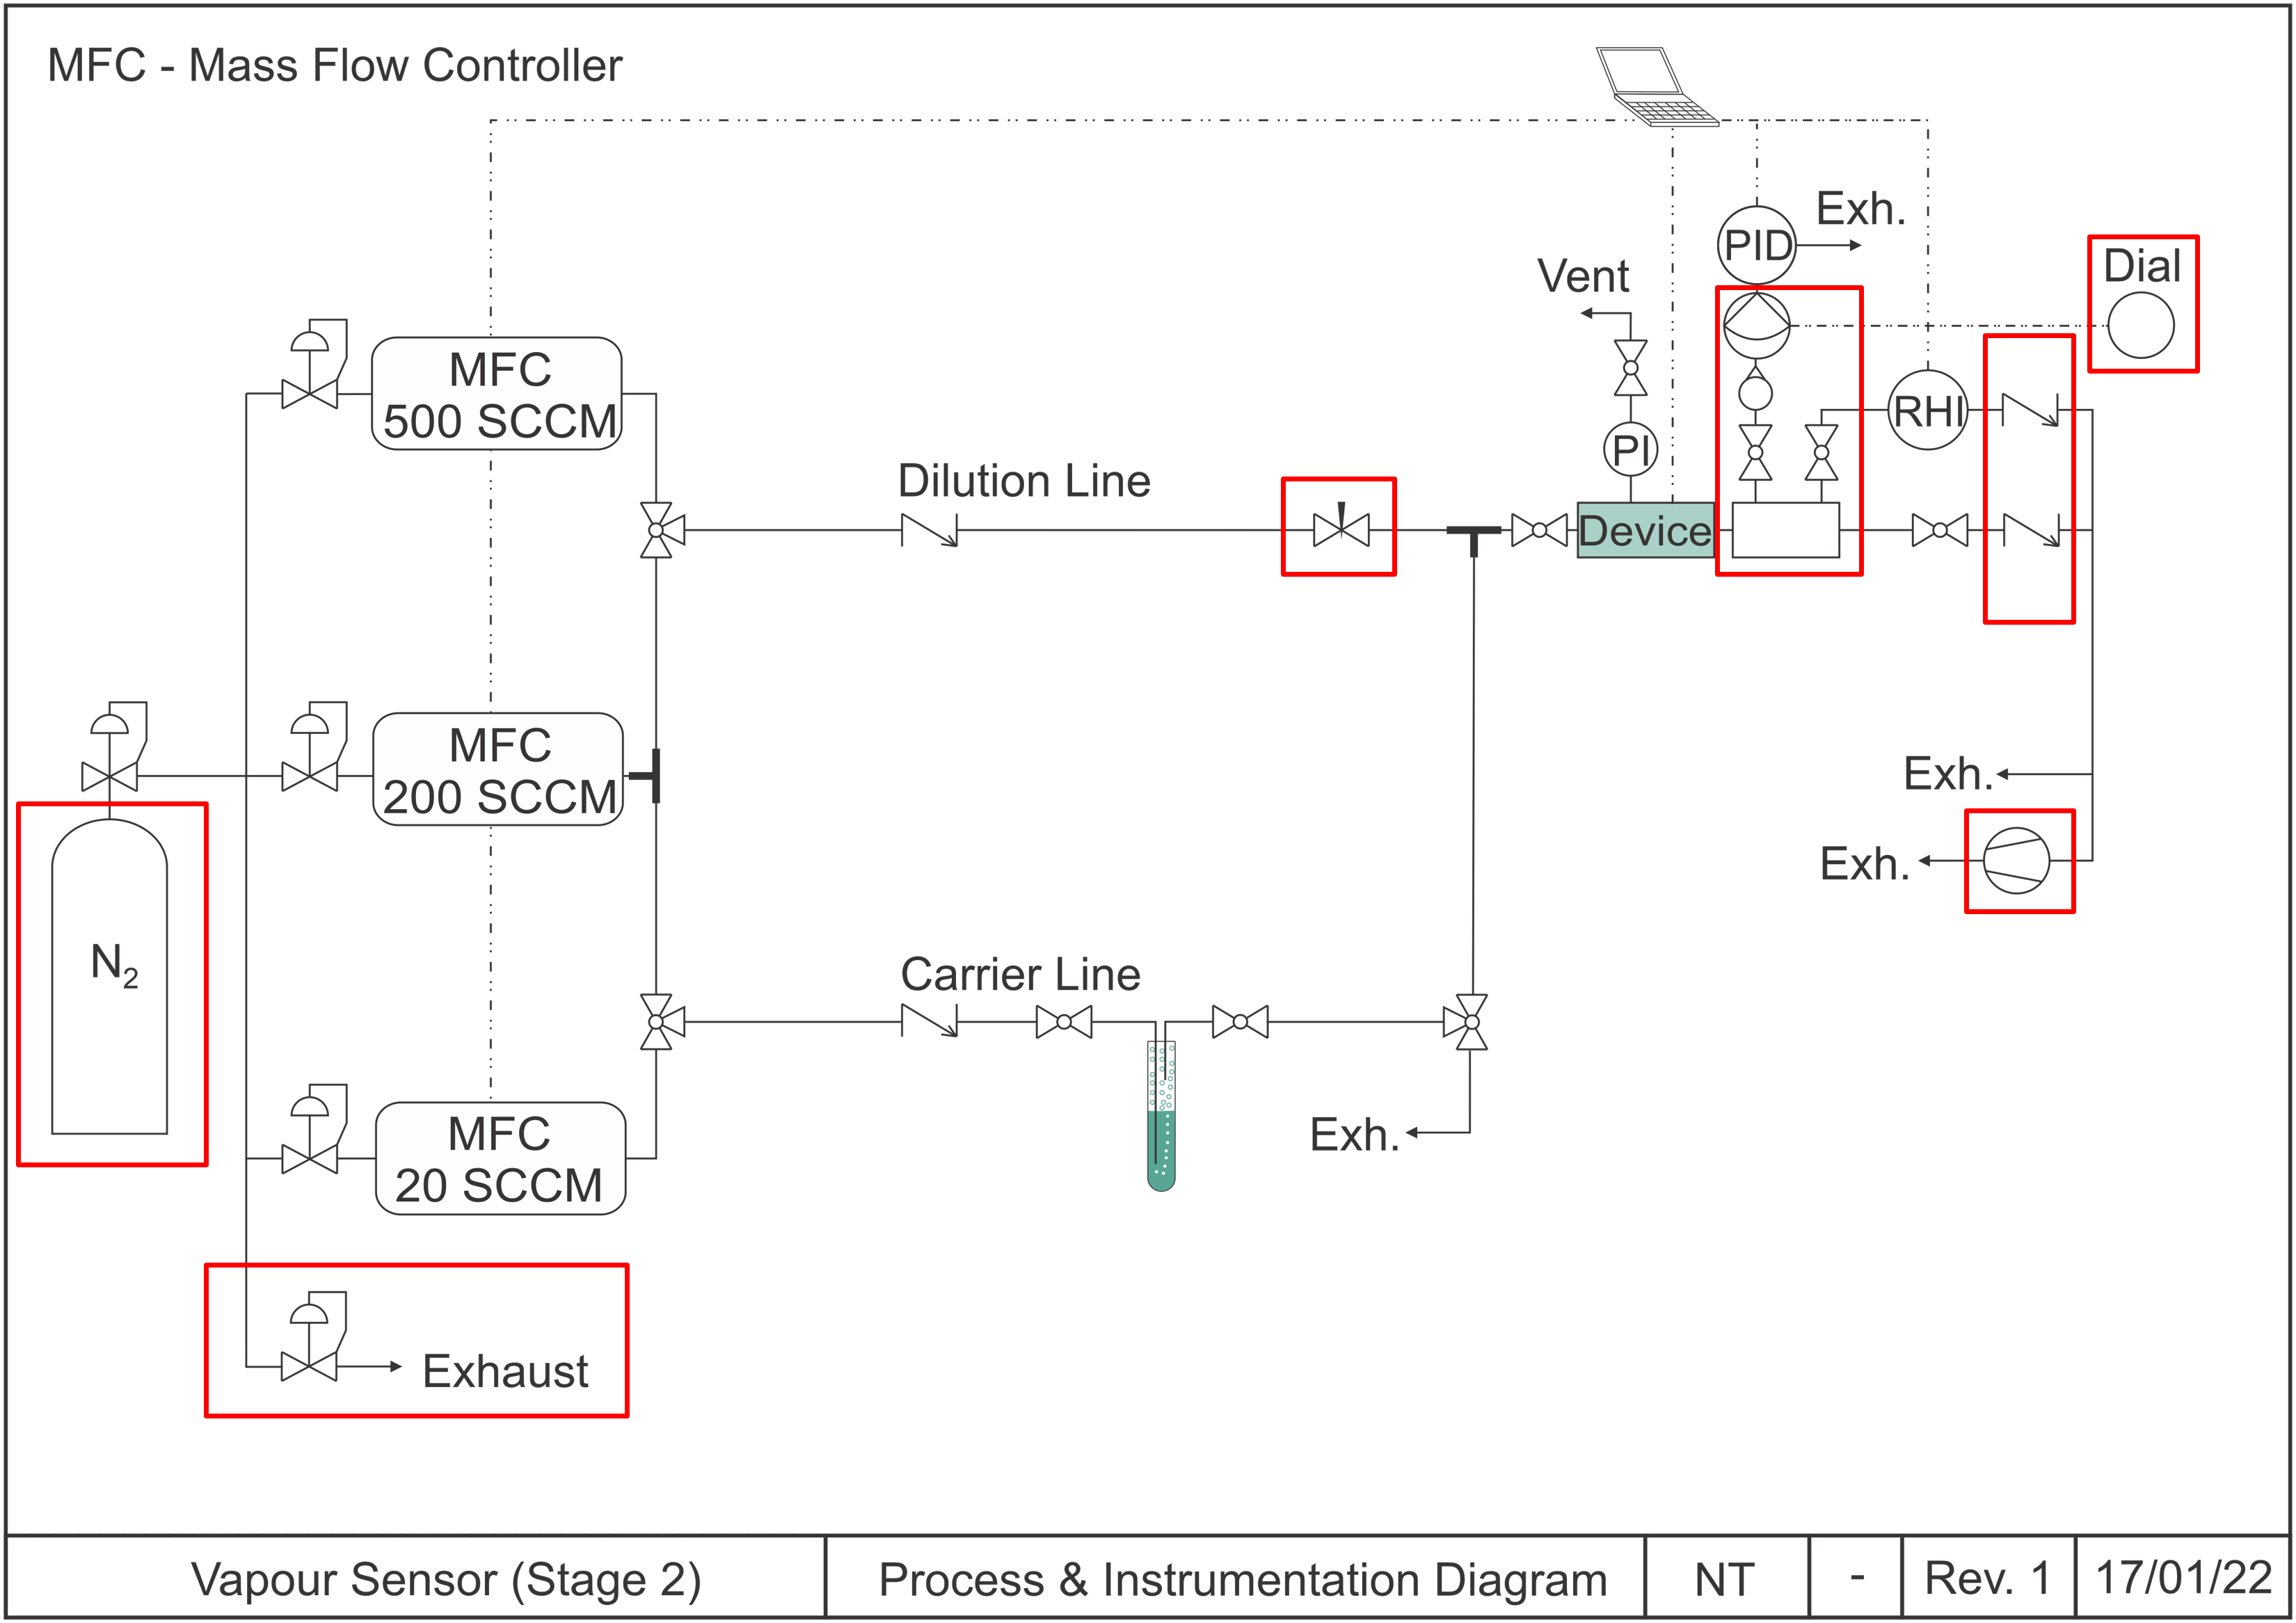 MFC - Mass Flow Controller
Exh.
PID
Dial
Vent
MFC
500 SCCM
RHI
PI
Dilution Line
Device
MFC
200 SCCM
Exh.
Exh.
N2
Carrier Line
MFC
20 SCCM
Exh.
Exhaust
Vapour Sensor (Stage 2)
Process & Instrumentation Diagram
NT
-
Rev. 1
17/01/22